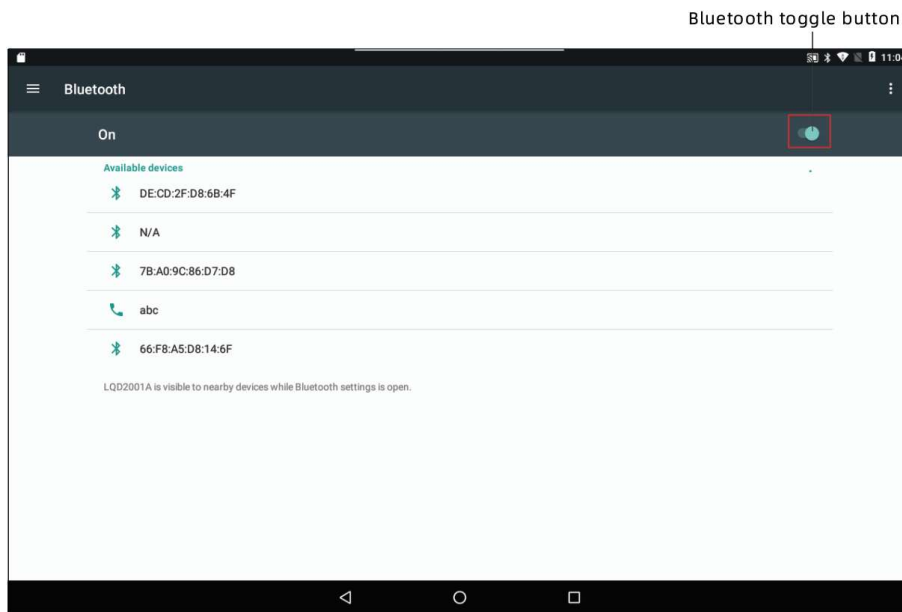 Bluetooth toggle button
11:04
Bluetooth
On
Available devices
DE:CD:2F:D8:6B:4F
N/A
7B:A0:9C:86:D7:D8
abc
66:F8:A5:D8:14:6F
LQD2001A is visible to nearby devices while Bluetooth settings is open.